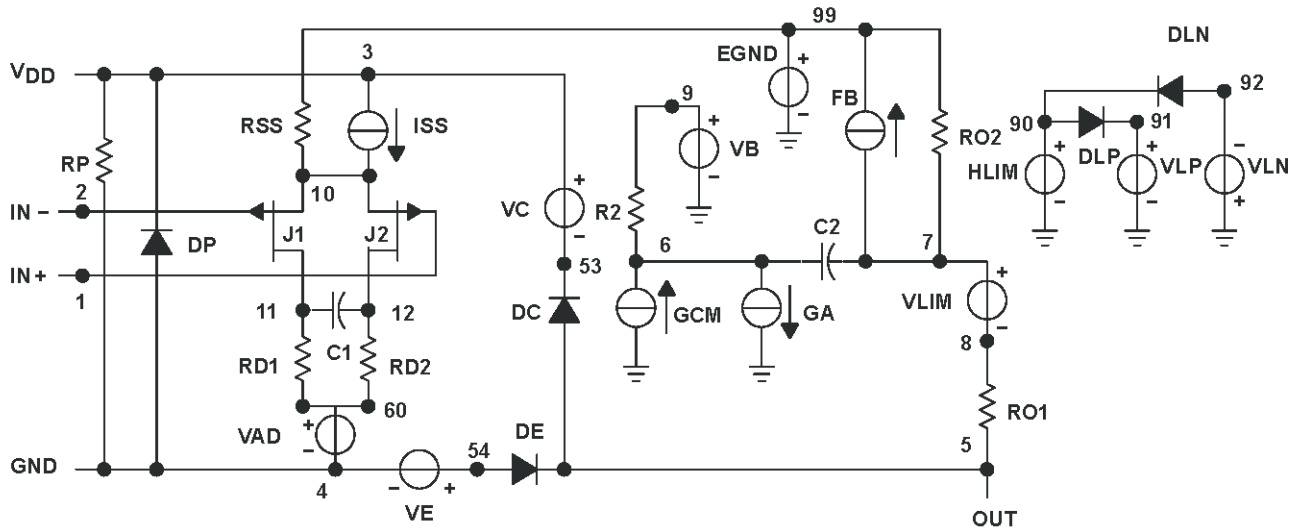 99
DLN
3
EGND
V_DD
9
FB
92
RSS
ISS
VB
90
91
RP
RO2
DLP
2
10
HLIM
VLP
VLN
IN –
VC
R2
J1
J2
C2
DP
6
7
IN +
53
1
VLIM
11
12
DC
GCM
GA
C1
8
RD1
RD2
60
RO1
VAD
DE
54
5
GND
4
VE
OUT